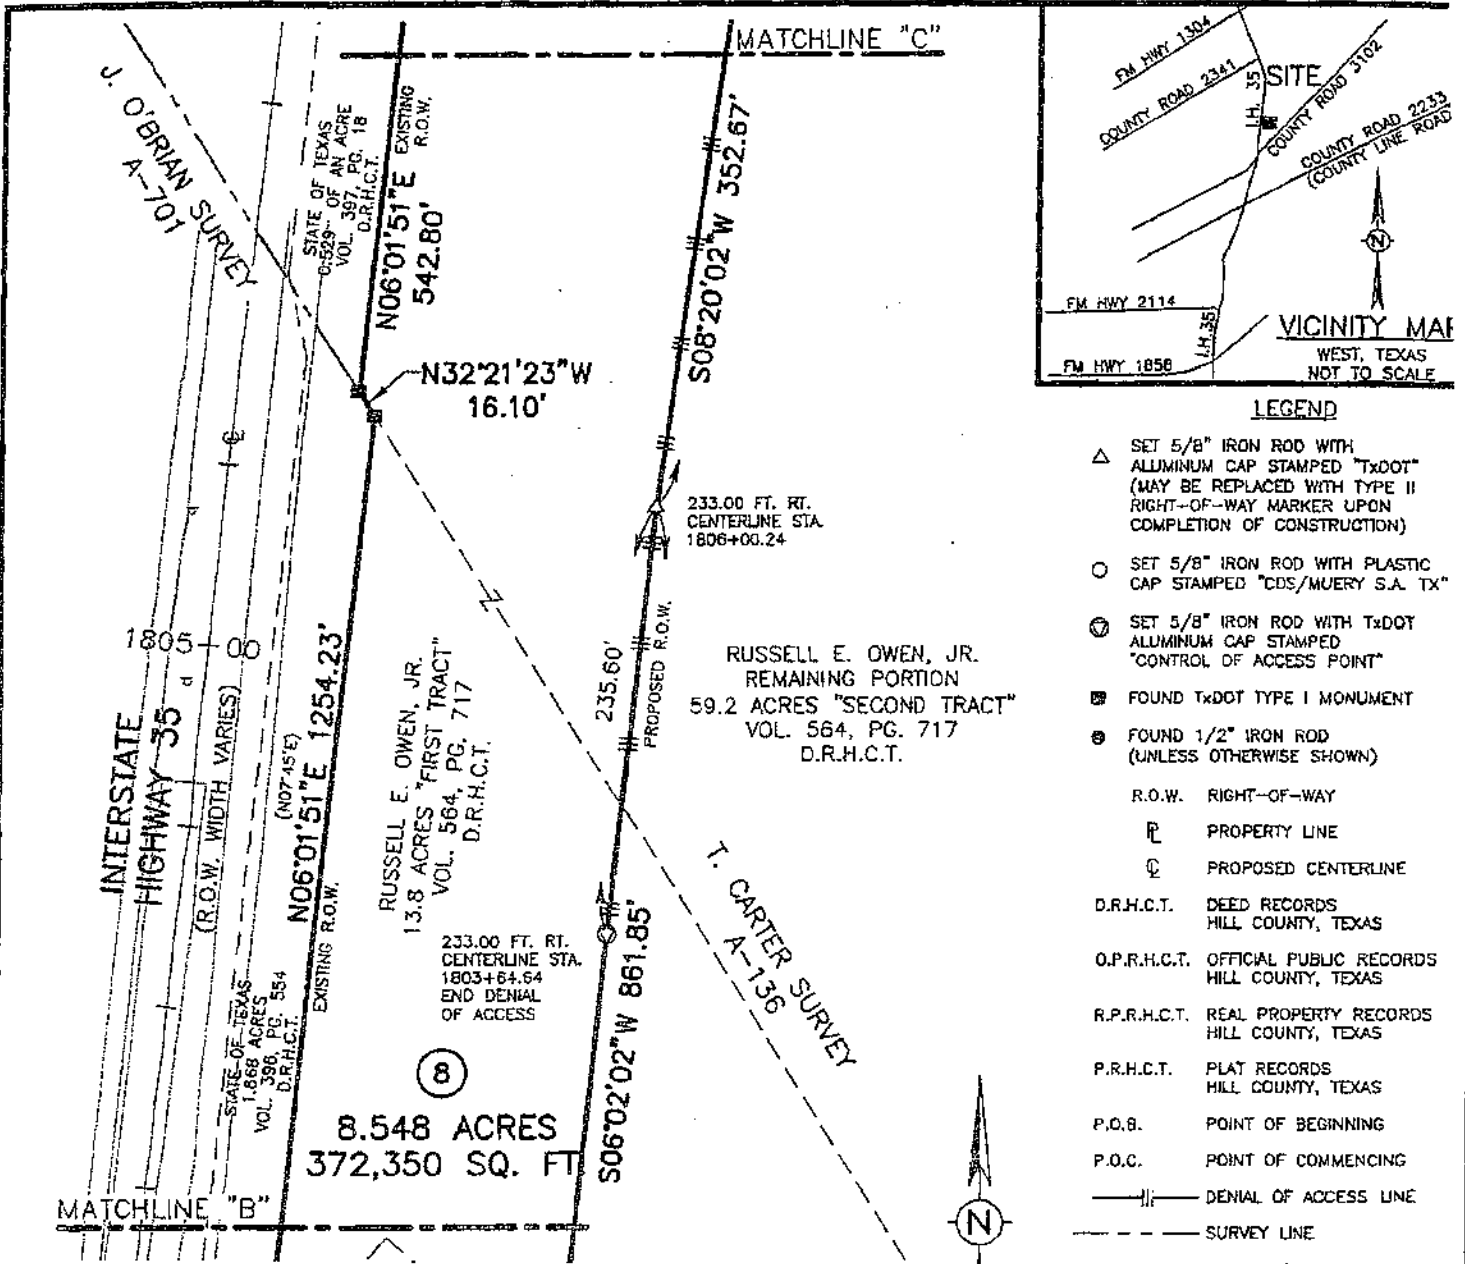 MATCHLINE "C"
J. O'BRIAN SURVEY
A-701
STATE OF TEXAS
0.529 OF AN ACRE
VOL. 397, PG. 18
D.R.H.C.T.
EXISTING
R.O.W.
N06°01'51"E
542.80'
S08°20'02"W 352.67'
N32°21'23"W
16.10'
233.00 FT. RT.
CENTERLINE STA.
1806+00.24
1805+00
INTERSTATE
HIGHWAY 35
(R.O.W. WIDTH VARIES)
(N07°45'E)
N06°01'51"E 1254.23'
EXISTING R.O.W.
RUSSELL E. OWEN, JR.
13.8 ACRES "FIRST TRACT"
VOL. 564, PG. 717
D.R.H.C.T.
235.60'
PROPOSED R.O.W.
RUSSELL E. OWEN, JR.
REMAINING PORTION
59.2 ACRES "SECOND TRACT"
VOL. 564, PG. 717
D.R.H.C.T.
T. CARTER SURVEY
A-136
233.00 FT. RT.
CENTERLINE STA.
1803+64.64
END DENIAL
OF ACCESS
STATE OF TEXAS
1.868 ACRES
VOL. 396, PG. 554
D.R.H.C.T.
8
8.548 ACRES
372,350 SQ. FT
S06°02'02"W 861.85'
MATCHLINE "B"
N
FM HWY 1304
COUNTY ROAD 2341
I.H. 35
SITE
COUNTY ROAD 3102
COUNTY ROAD 2233
(COUNTY LINE ROAD
N
FM HWY 2114
I.H.35
FM HWY 1858
VICINITY MAP
WEST, TEXAS
NOT TO SCALE
LEGEND
SET 5/8" IRON ROD WITH
ALUMINUM CAP STAMPED "TxDOT"
(MAY BE REPLACED WITH TYPE II
RIGHT-OF-WAY MARKER UPON
COMPLETION OF CONSTRUCTION)
SET 5/8" IRON ROD WITH PLASTIC
CAP STAMPED "CDS/MUERY S.A. TX"
SET 5/8" IRON ROD WITH TxDOT
ALUMINUM CAP STAMPED
"CONTROL OF ACCESS POINT"
FOUND TxDOT TYPE I MONUMENT
FOUND 1/2" IRON ROD
(UNLESS OTHERWISE SHOWN)
R.O.W. RIGHT-OF-WAY
PL PROPERTY LINE
CL PROPOSED CENTERLINE
D.R.H.C.T. DEED RECORDS
HILL COUNTY, TEXAS
O.P.R.H.C.T. OFFICIAL PUBLIC RECORDS
HILL COUNTY, TEXAS
R.P.R.H.C.T. REAL PROPERTY RECORDS
HILL COUNTY, TEXAS
P.R.H.C.T. PLAT RECORDS
HILL COUNTY, TEXAS
P.O.B. POINT OF BEGINNING
P.O.C. POINT OF COMMENCING
DENIAL OF ACCESS LINE
SURVEY LINE